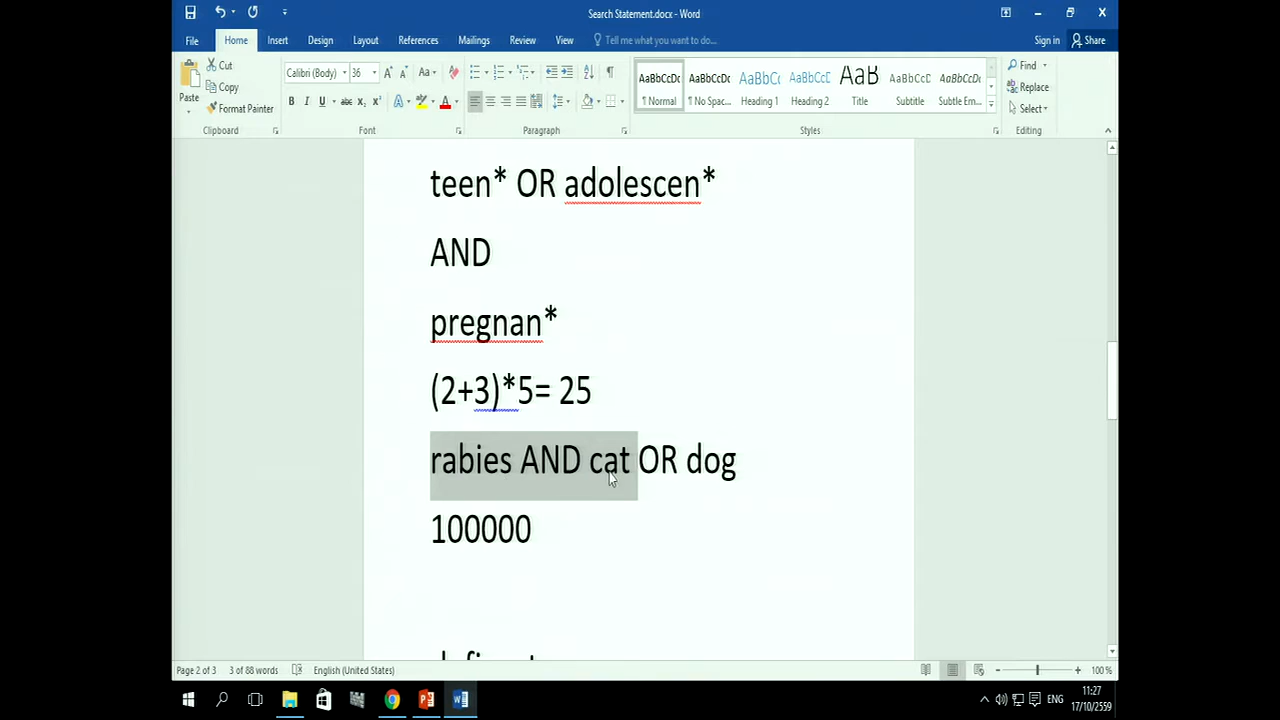 Search Statement.docx - Word
File Home Insert Design Layout References Mailings Review View Tell me what you want to do... Sign in Share
Cut
Copy
Format Painter
Paste
Calibri (Body) 36
AaBbCcDc AaBbCcDc AaBbCc AaBbCcD AaB AaBbCcD AaBbCcDc
¶ Normal ¶ No Spac... Heading 1 Heading 2 Title Subtitle Subtle Em...
Find
Replace
Select
Clipboard Font Paragraph Styles Editing
teen* OR adolescen*
AND
pregnan*
(2+3)*5= 25
rabies AND cat OR dog
100000
Page 2 of 3 3 of 88 words English (United States) 100%
ENG
11:27
17/10/2559